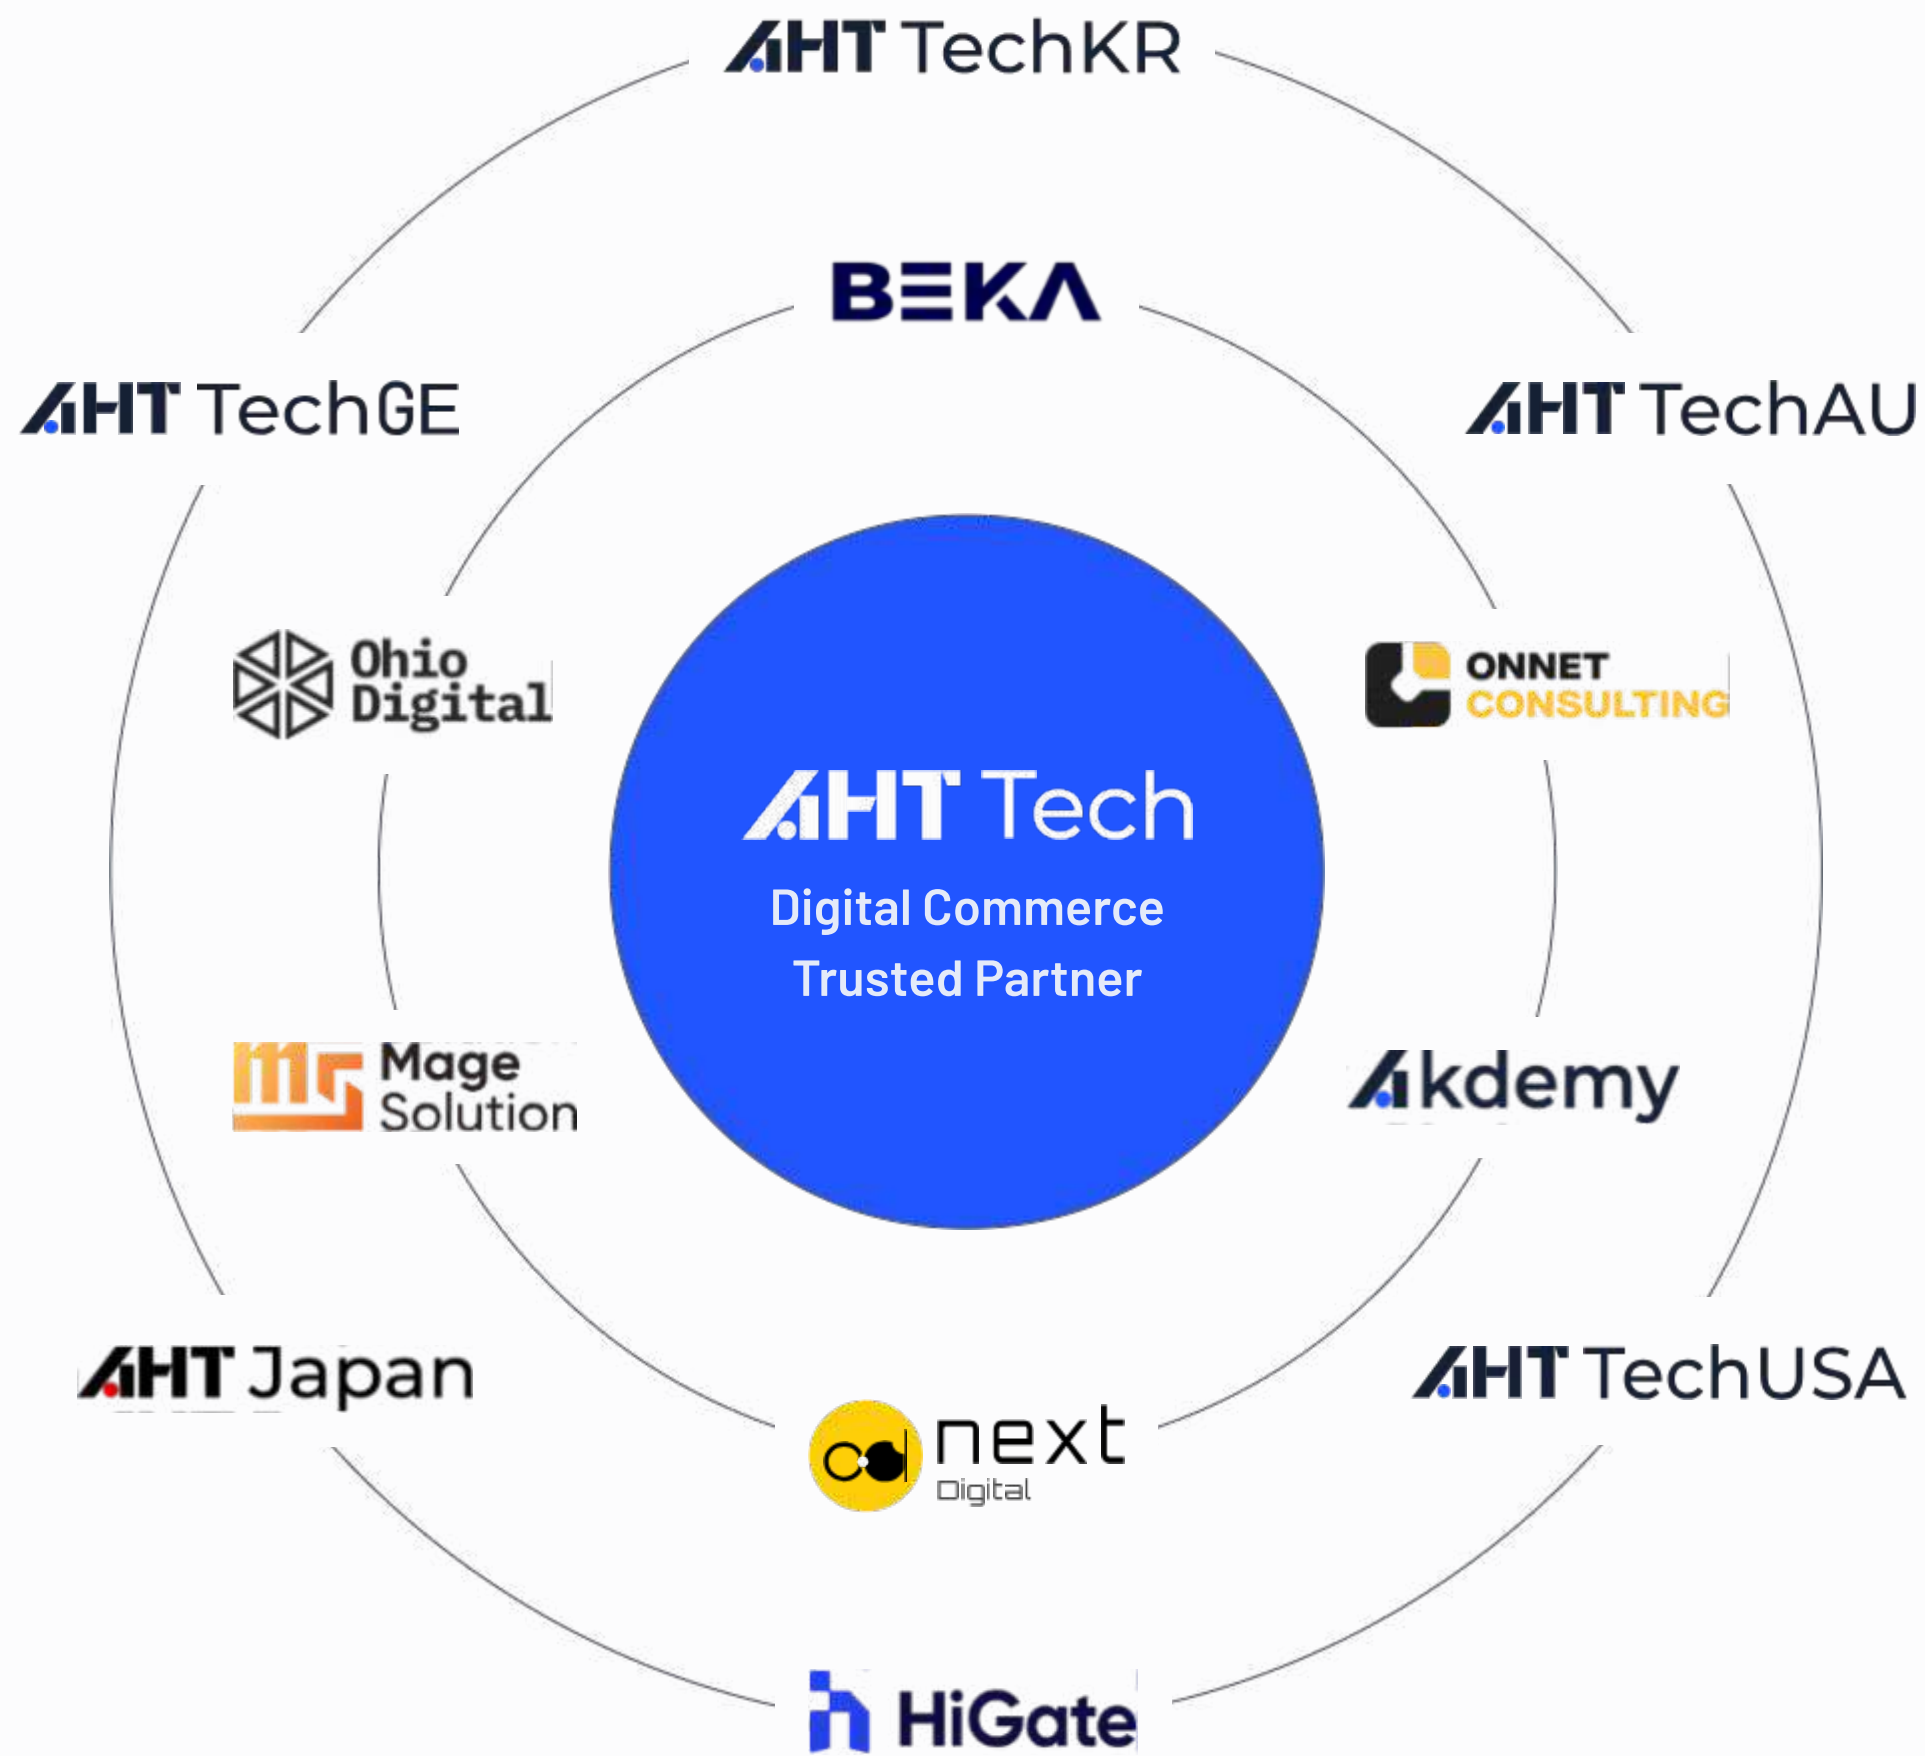 AHT TechKR
BEKA
AHT TechGE
AHT TechAU
Ohio
Digital
ONNET
CONSULTING
AHT Tech
Digital Commerce
Trusted Partner
Mage
Solution
Akdemy
AHT Japan
AHT TechUSA
next
Digital
HiGate